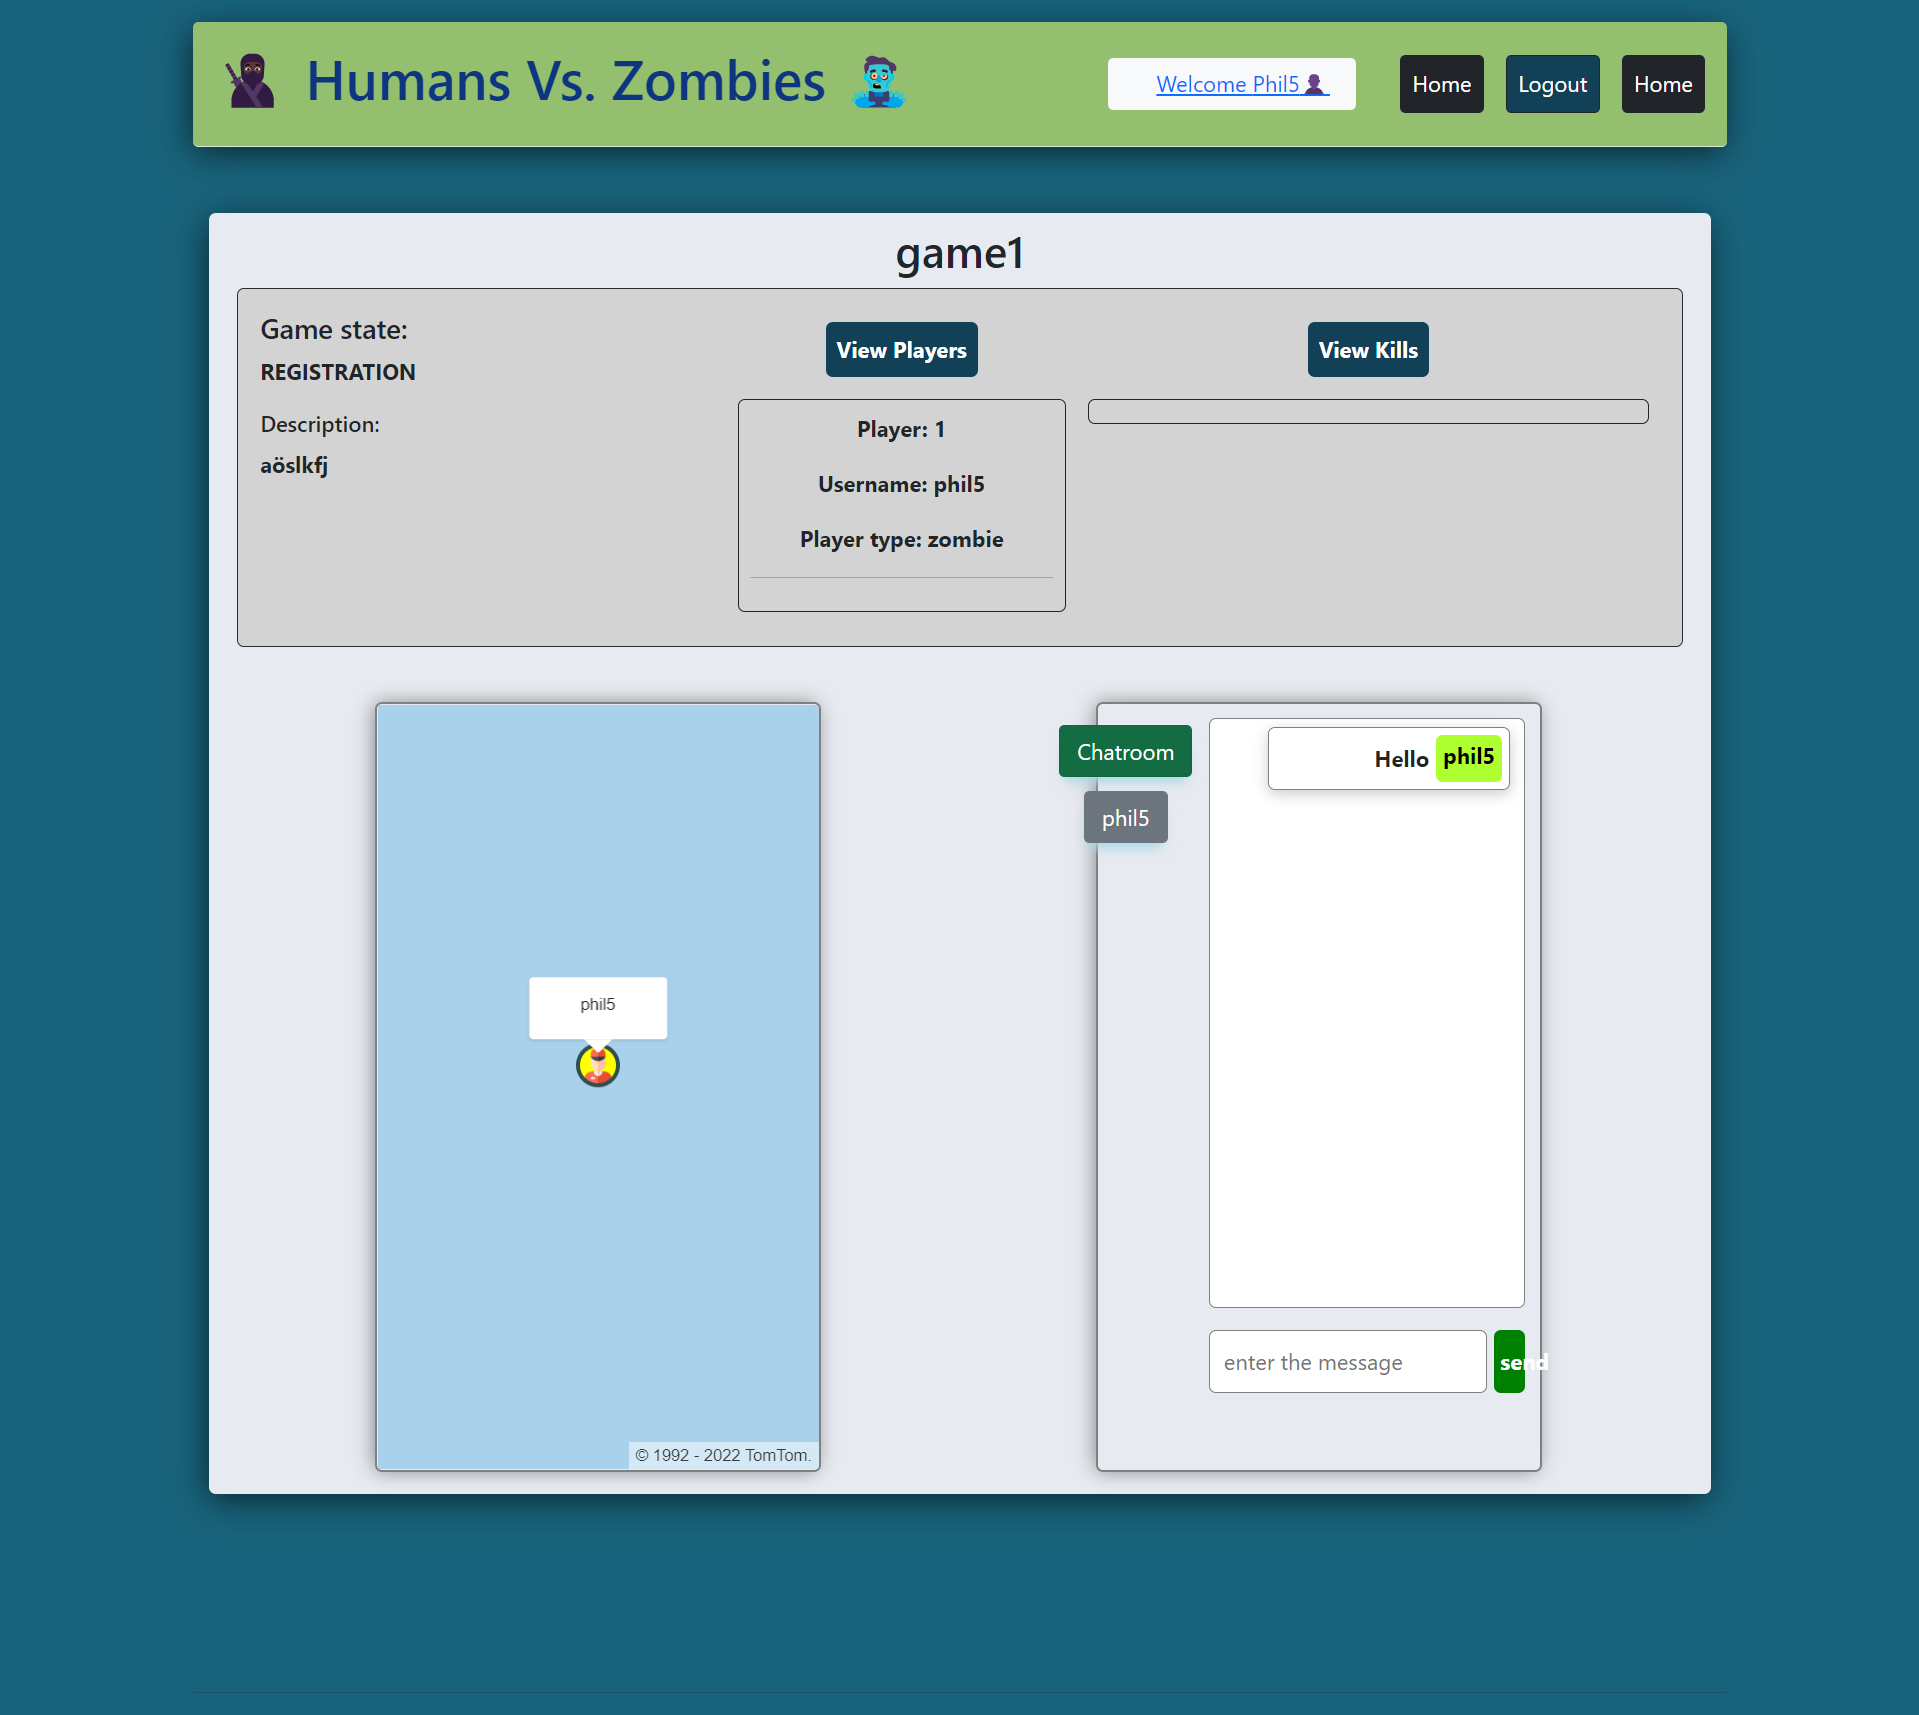 Humans Vs. Zombies
Welcome Phil5
Home
Logout
Home
game1
Game state:
REGISTRATION
Description:
aöslkfj
View Players
Player: 1
Username: phil5
Player type: zombie
View Kills
phil5
© 1992 - 2022 TomTom.
Chatroom
phil5
Hello phil5
enter the message
send